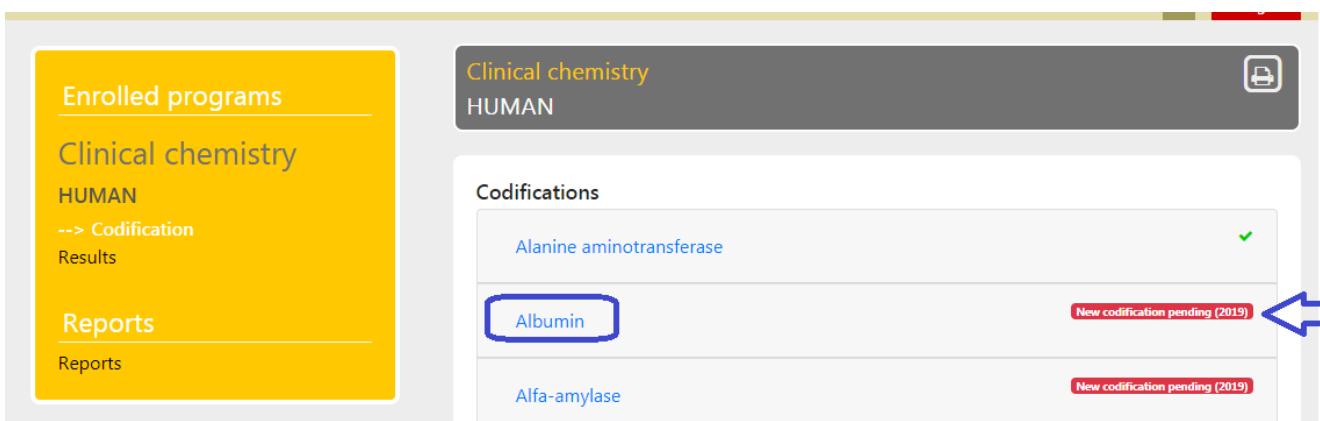 Enrolled programs
Clinical chemistry
HUMAN
--> Codification
Results
Reports
Reports
Clinical chemistry
HUMAN
Codifications
Alanine aminotransferase
Albumin
New codification pending (2019)
Alfa-amylase
New codification pending (2019)